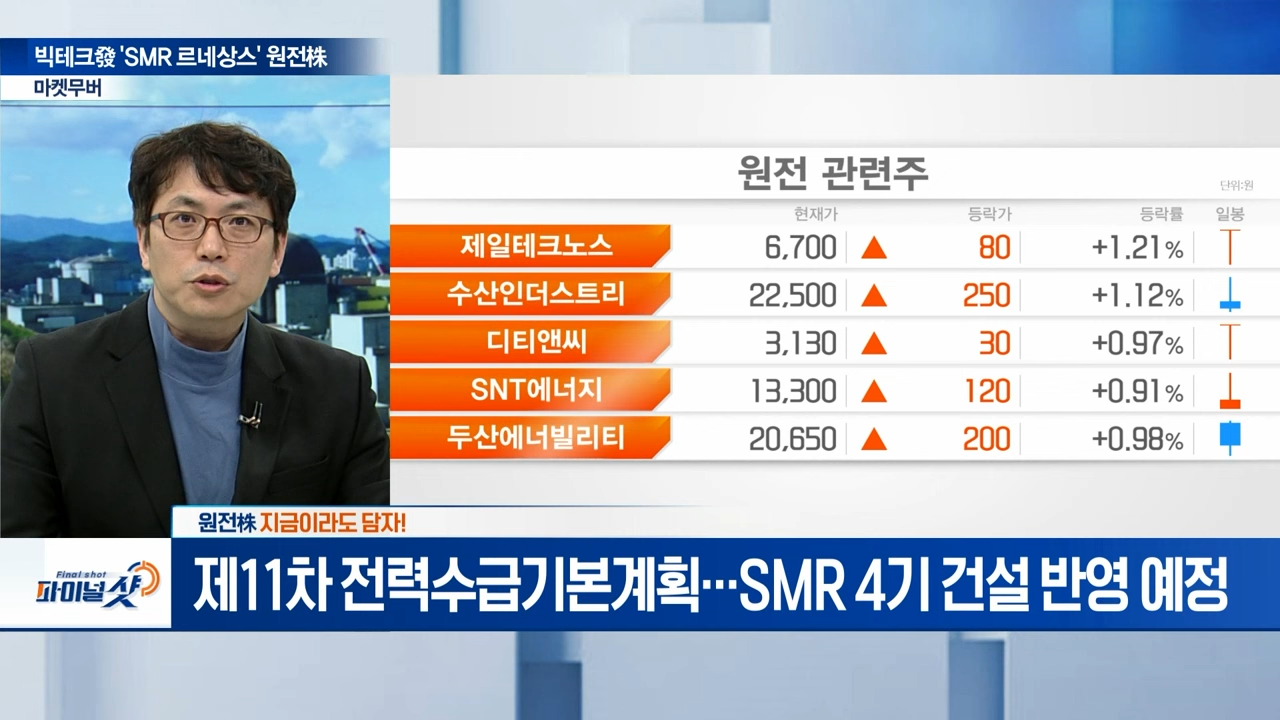 빅테크發 'SMR 르네상스' 원전株
마켓무버
원전 관련주
단위:원
현재가 등락가 등락률 일봉
제일테크노스 6,700 ▲ 80 +1.21%
수산인더스트리 22,500 ▲ 250 +1.12%
디티앤씨 3,130 ▲ 30 +0.97%
SNT에너지 13,300 ▲ 120 +0.91%
두산에너빌리티 20,650 ▲ 200 +0.98%
원전株 지금이라도 담자!
Final shot
파이널샷
제11차 전력수급기본계획…SMR 4기 건설 반영 예정